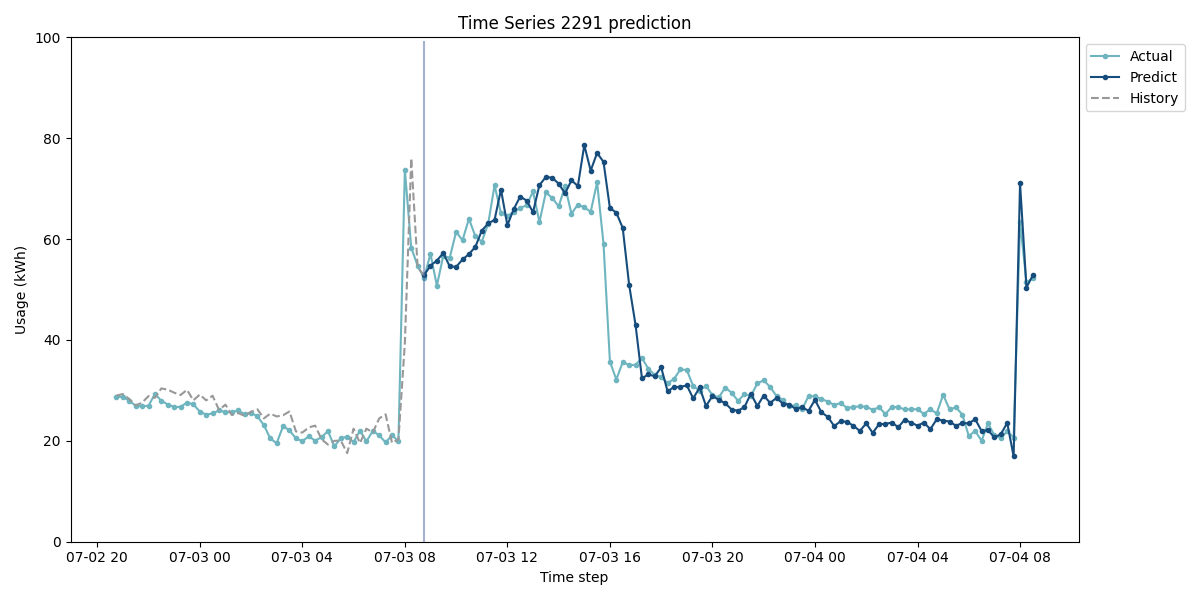 Time Series 2291 prediction
Actual
Predict
History
Usage (kWh)
100
80
60
40
20
0
07-02 20
07-03 00
07-03 04
07-03 08
07-03 12
07-03 16
07-03 20
07-04 00
07-04 04
07-04 08
Time step